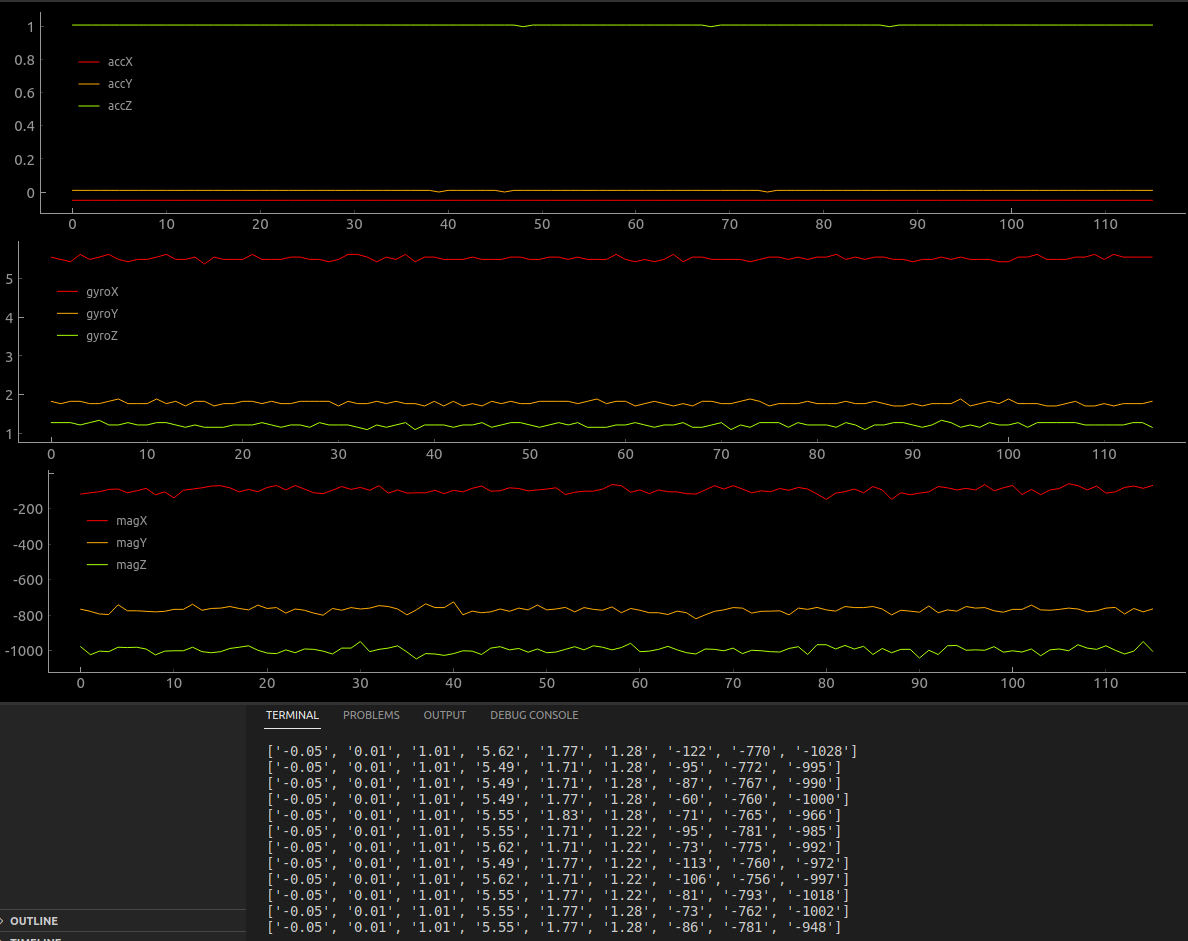 1
0.8
0.6
0.4
0.2
0
accX
accY
accZ
0 10 20 30 40 50 60 70 80 90 100 110
5
4
3
2
1
gyroX
gyroY
gyroZ
0 10 20 30 40 50 60 70 80 90 100 110
-200
-400
-600
-800
-1000
magX
magY
magZ
0 10 20 30 40 50 60 70 80 90 100 110
TERMINAL PROBLEMS OUTPUT DEBUG CONSOLE
['-0.05', '0.01', '1.01', '5.62', '1.77', '1.28', '-122', '-770', '-1028']
['-0.05', '0.01', '1.01', '5.49', '1.71', '1.28', '-95', '-772', '-995']
['-0.05', '0.01', '1.01', '5.49', '1.71', '1.28', '-87', '-767', '-990']
['-0.05', '0.01', '1.01', '5.49', '1.77', '1.28', '-60', '-760', '-1000']
['-0.05', '0.01', '1.01', '5.55', '1.83', '1.28', '-71', '-765', '-966']
['-0.05', '0.01', '1.01', '5.55', '1.71', '1.22', '-95', '-781', '-985']
['-0.05', '0.01', '1.01', '5.62', '1.71', '1.22', '-73', '-775', '-992']
['-0.05', '0.01', '1.01', '5.49', '1.77', '1.22', '-113', '-760', '-972']
['-0.05', '0.01', '1.01', '5.62', '1.71', '1.22', '-106', '-756', '-997']
['-0.05', '0.01', '1.01', '5.55', '1.77', '1.22', '-81', '-793', '-1018']
['-0.05', '0.01', '1.01', '5.55', '1.77', '1.28', '-73', '-762', '-1002']
['-0.05', '0.01', '1.01', '5.55', '1.77', '1.28', '-86', '-781', '-948']
OUTLINE
TIMELINE